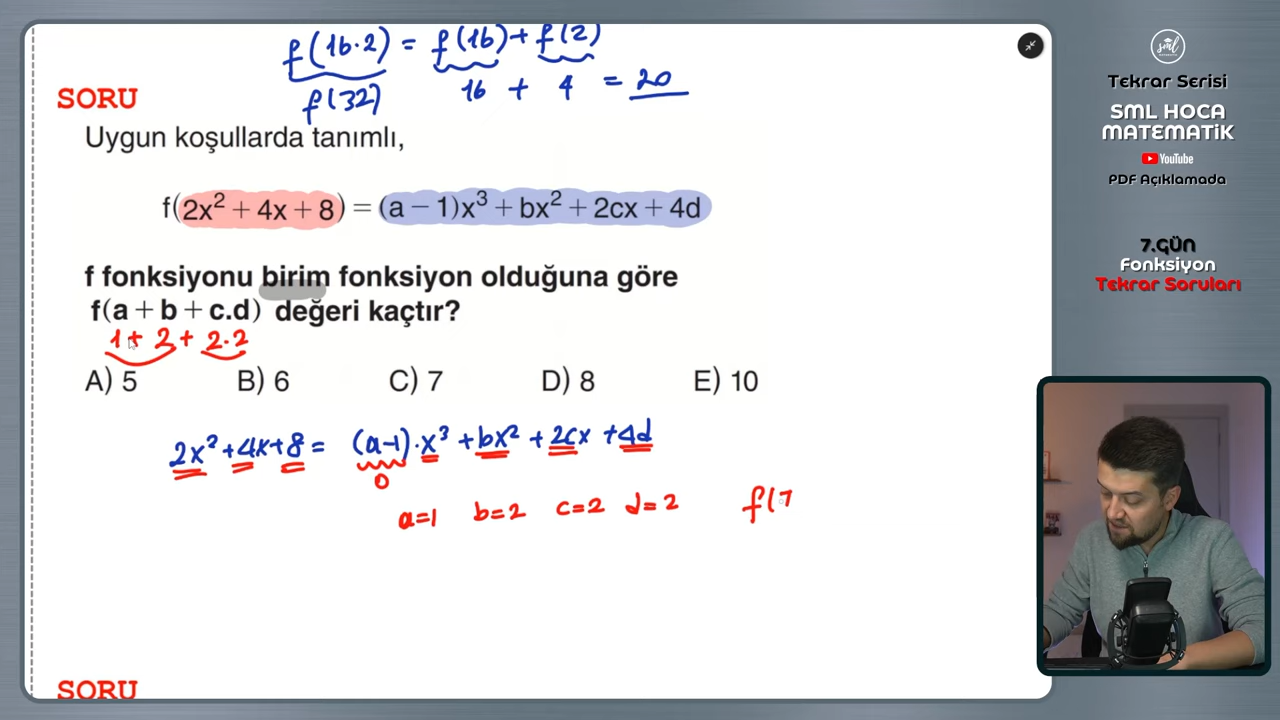 f(16·2) = f(16) + f(2)
f(32) 16 + 4 = 20
SORU
Uygun koşullarda tanımlı,
f(2x² + 4x + 8) = (a − 1)x³ + bx² + 2cx + 4d
f fonksiyonu birim fonksiyon olduğuna göre
f(a + b + c.d) değeri kaçtır?
1 + 2 + 2·2
A) 5 B) 6 C) 7 D) 8 E) 10
2x² + 4x + 8 = (a-1)·x³ + bx² + 2cx + 4d
0
a=1 b=2 c=2 d=2 f(7
SORU
sml
Tekrar Serisi
SML HOCA
MATEMATİK
YouTube
PDF Açıklamada
7.GÜN
Fonksiyon
Tekrar Soruları